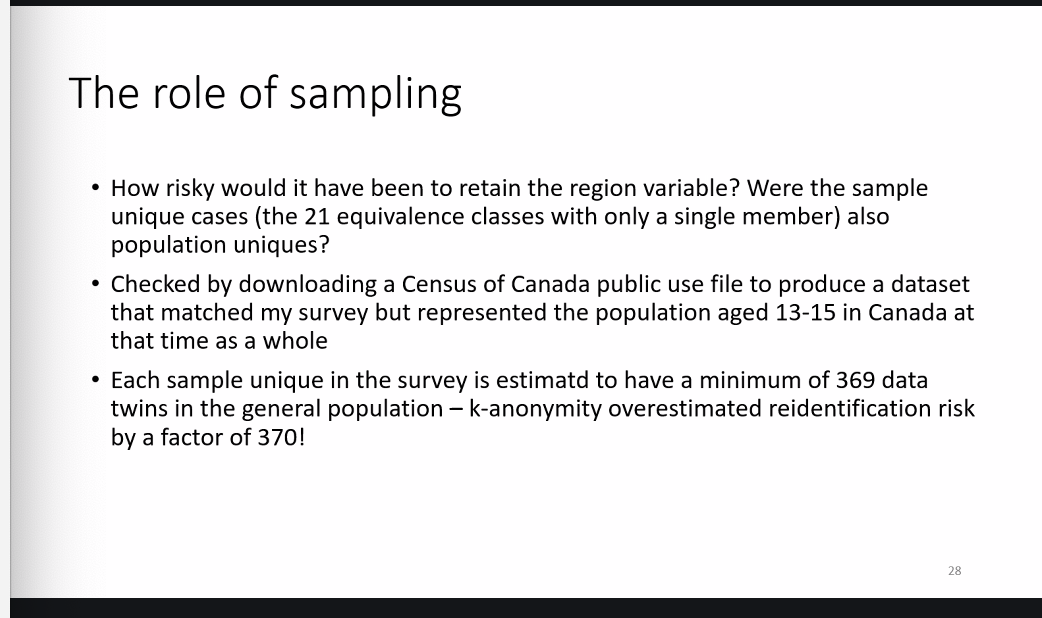 The role of sampling
• How risky would it have been to retain the region variable? Were the sample
unique cases (the 21 equivalence classes with only a single member) also
population uniques?
• Checked by downloading a Census of Canada public use file to produce a dataset
that matched my survey but represented the population aged 13-15 in Canada at
that time as a whole
• Each sample unique in the survey is estimatd to have a minimum of 369 data
twins in the general population – k-anonymity overestimated reidentification risk
by a factor of 370!
28